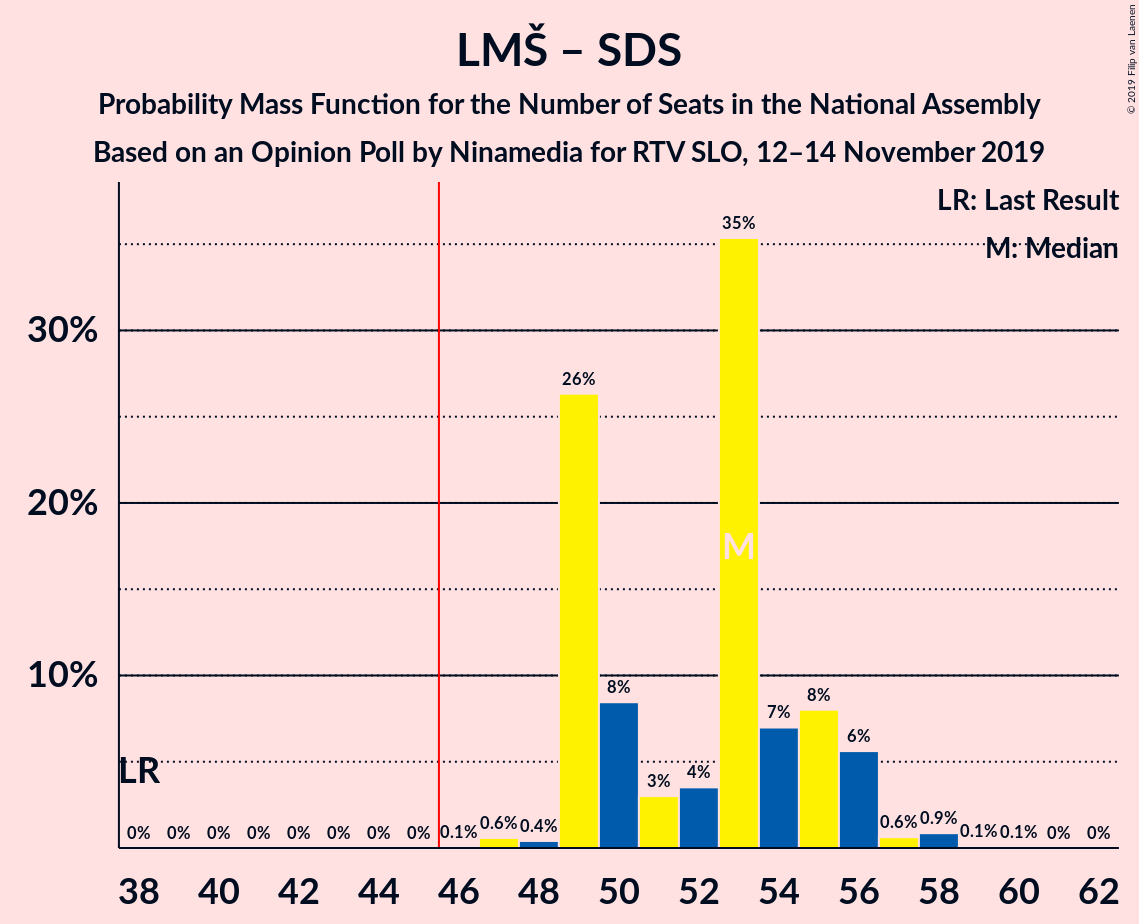 LMŠ – SDS
Probability Mass Function for the Number of Seats in the National Assembly
Based on an Opinion Poll by Ninamedia for RTV SLO, 12–14 November 2019
© 2019 Filip van Laenen
LR: Last Result
M: Median
35%
30%
26%
20%
M
10%
8%
7%
8%
6%
LR
3%
4%
0% 0% 0% 0% 0% 0% 0% 0% 0.1% 0.6% 0.4% 0.6% 0.9% 0.1% 0.1% 0% 0%
38 40 42 44 46 48 50 52 54 56 58 60 62